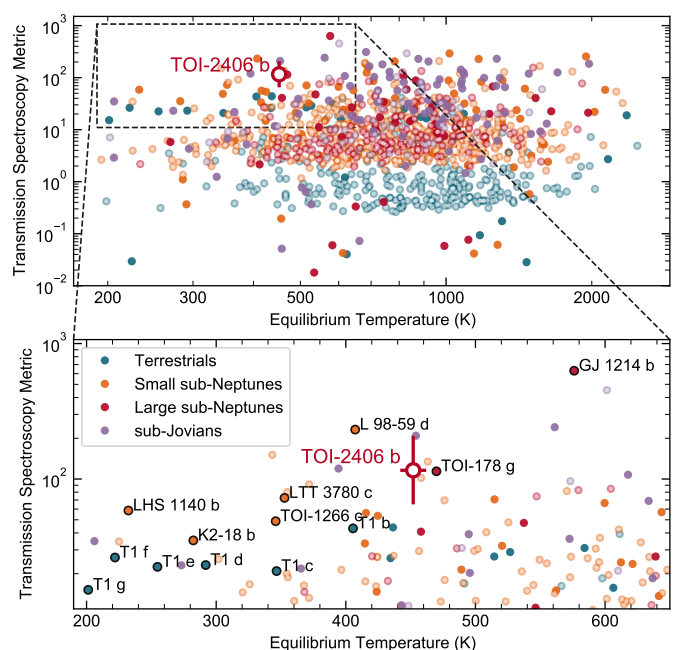 10³
10²
10¹
10⁰
10⁻¹
10⁻²
Transmission Spectroscopy Metric
TOI-2406 b
200
300
500
1000
2000
Equilibrium Temperature (K)
10³
10²
Transmission Spectroscopy Metric
Terrestrials
Small sub-Neptunes
Large sub-Neptunes
sub-Jovians
GJ 1214 b
L 98-59 d
TOI-2406 b
TOI-178 g
LTT 3780 c
LHS 1140 b
TOI-1266 c
T1 b
K2-18 b
T1 f
T1 e
T1 d
T1 c
T1 g
200
300
400
500
600
Equilibrium Temperature (K)